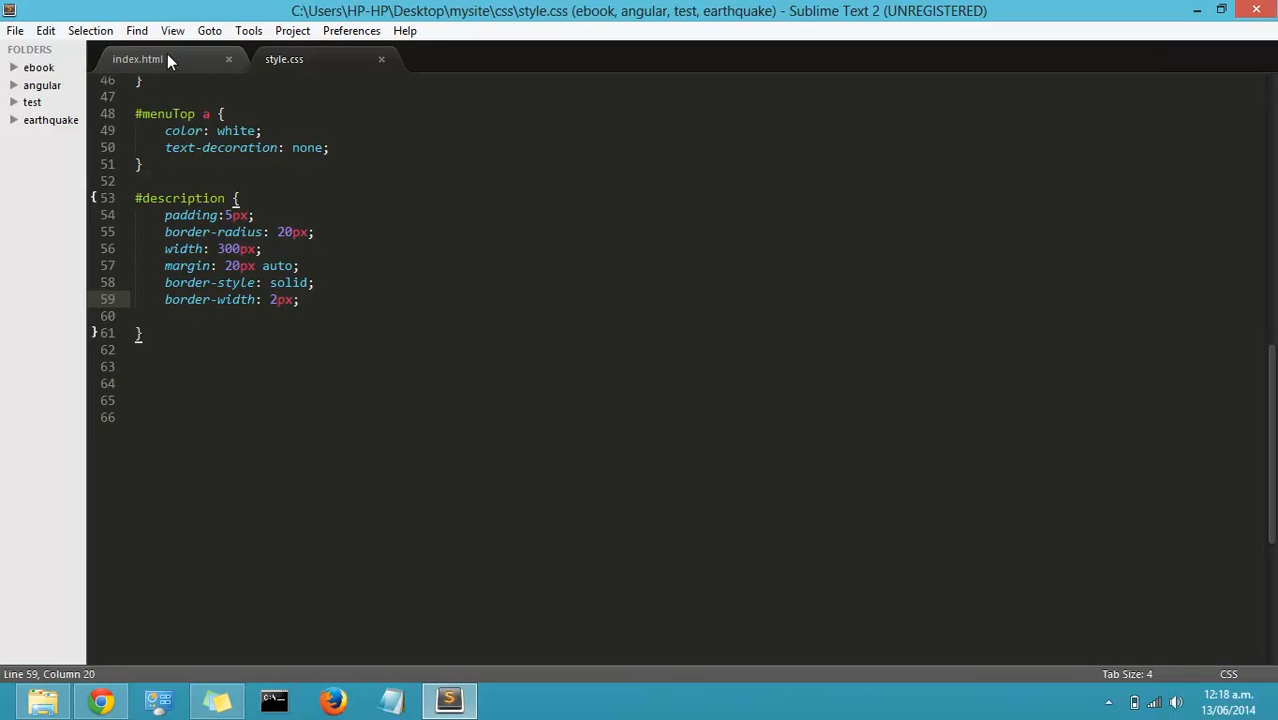 C:\Users\HP-HP\Desktop\mysite\css\style.css (ebook, angular, test, earthquake) - Sublime Text 2 (UNREGISTERED)
File Edit Selection Find View Goto Tools Project Preferences Help
FOLDERS
ebook
angular
test
earthquake
index.html × style.css ×
46 }
47
48 #menuTop a {
49 color: white;
50 text-decoration: none;
51 }
52
53 #description {
54 padding:5px;
55 border-radius: 20px;
56 width: 300px;
57 margin: 20px auto;
58 border-style: solid;
59 border-width: 2px;
60
61 }
62
63
64
65
66
Line 59, Column 20 Tab Size: 4 CSS
12:18 a.m.
13/06/2014